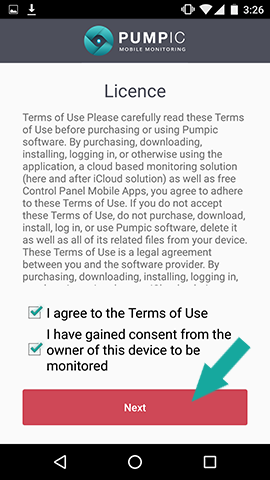 3:26
PUMPIC
MOBILE MONITORING
Licence
Terms of Use Please carefully read these Terms
of Use before purchasing or using Pumpic
software. By purchasing, downloading,
installing, logging in, or otherwise using the
application, a cloud based monitoring solution
(here and after iCloud solution) as well as free
Control Panel Mobile Apps, you agree to adhere
to these Terms of Use. If you do not accept
these Terms of Use, do not purchase, download,
install, log in, or use Pumpic software, delete it
as well as all of its related files from your device.
These Terms of Use is a legal agreement
between you and the software provider. By
purchasing, downloading, installing, logging in,
I agree to the Terms of Use
I have gained consent from the
owner of this device to be
monitored
Next